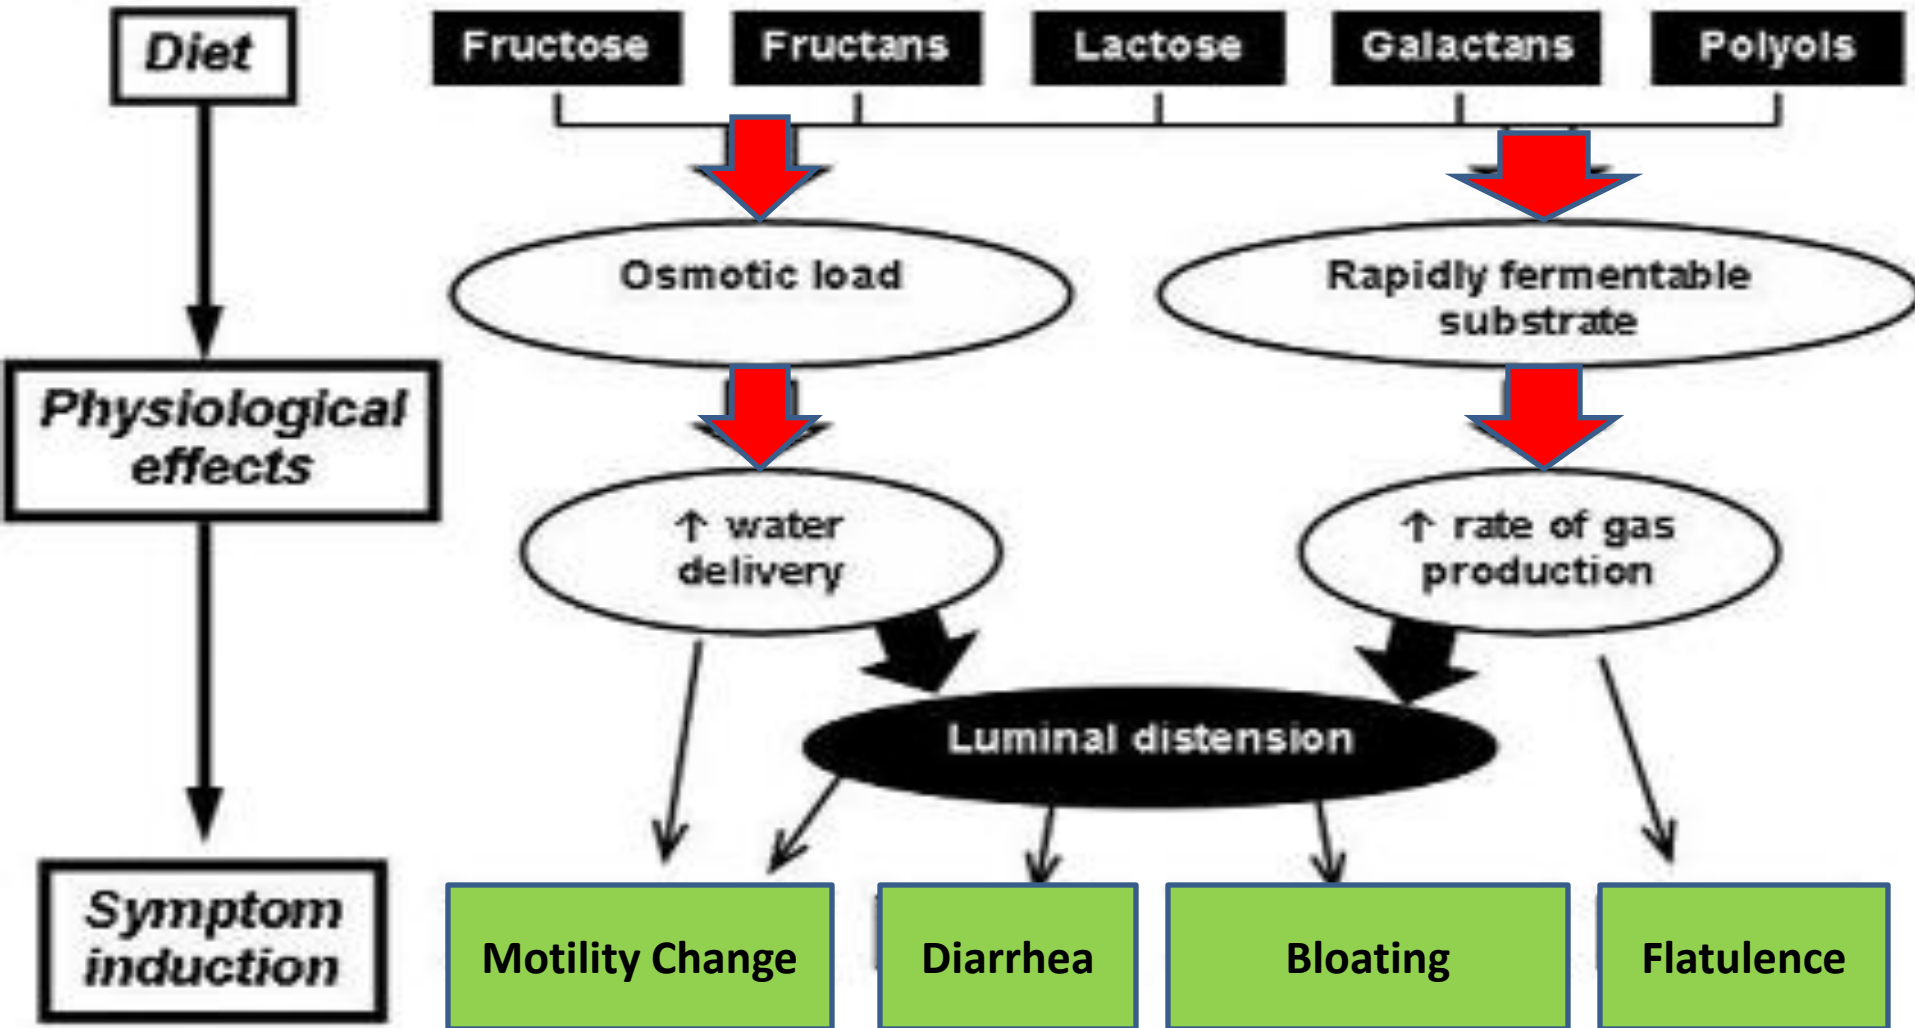 Diet
Fructose
Fructans
Lactose
Galactans
Polyols
Osmotic load
Rapidly fermentable
substrate
Physiological
effects
↑ water
delivery
↑ rate of gas
production
Luminal distension
Symptom
induction
Motility Change
Diarrhea
Bloating
Flatulence